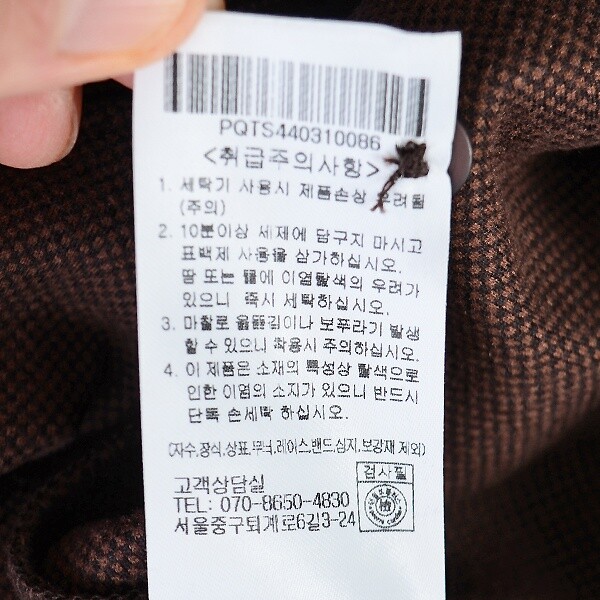 PQTS440310086
<취급주의사항>
1. 세탁기 사용시 제품손상 우려됨
(주의)
2. 10분이상 세제에 담구지 마시고
표백제 사용을 삼가하십시오.
땀 또는 물에 이염탈색의 우려가
있으니 즉시 세탁하십시오.
3. 마찰로 올뜯김이나 보푸라기 발생
할 수 있으니 착용시 주의하십시오.
4. 이 제품은 소재의 특성상 탈색으로
인한 이염의 소지가 있으니 반드시
단독 손세탁 하십시오.
(자수,장식,상표,무늬,레이스,밴드,심지,보강재 제외)
검사필
고객상담실
TEL: 070-8650-4830
서울중구퇴계로6길3-24